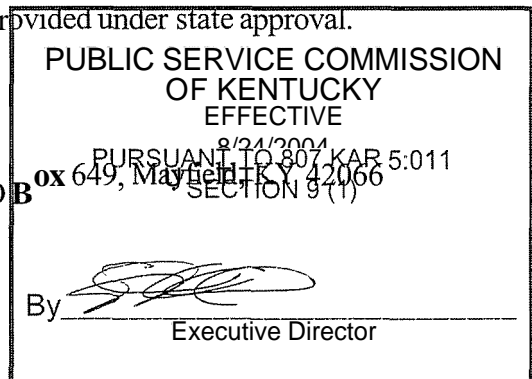 rovided under state approval.
PUBLIC SERVICE COMMISSION
OF KENTUCKY
EFFECTIVE
8/24/2004
PURSUANT TO 807 KAR 5:011
O Box 649, Mayfield, KY 42066
SECTION 9 (1)
By
Executive Director